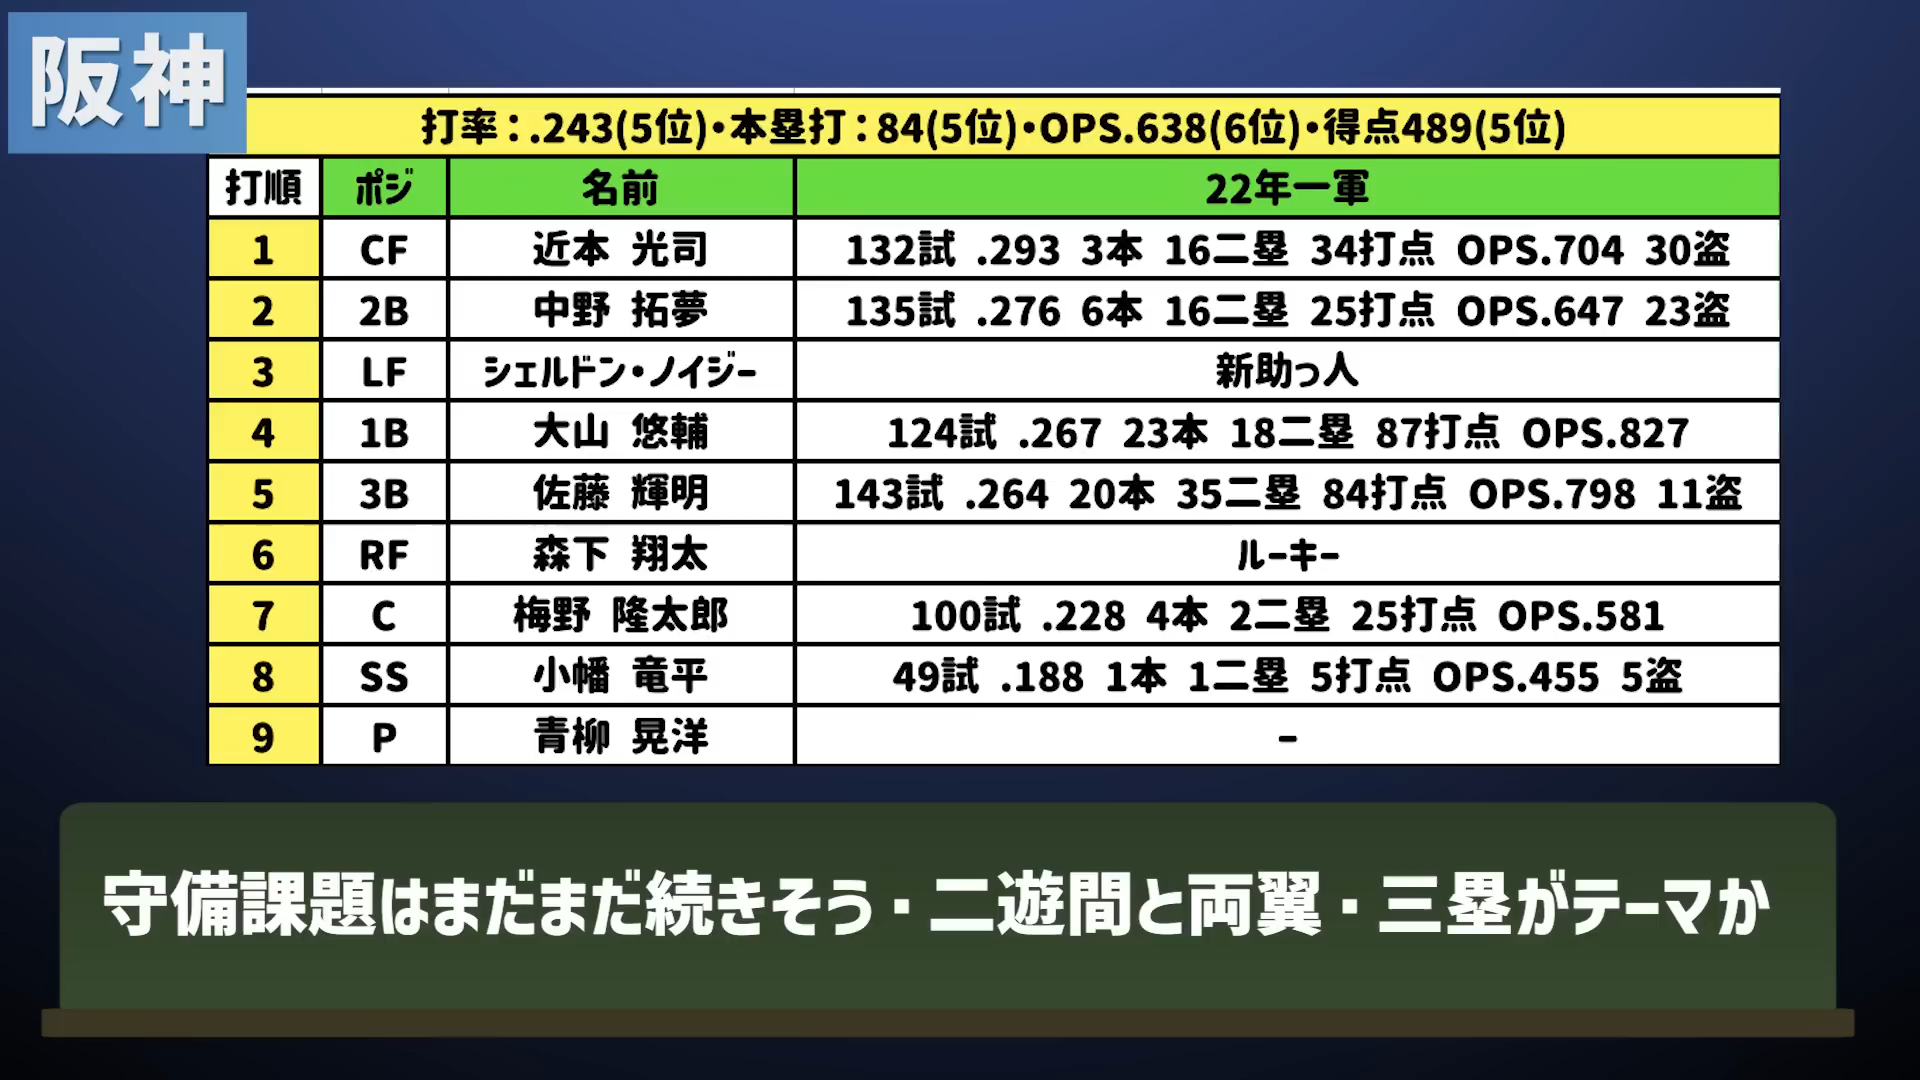 阪神
打率：.243(5位)・本塁打：84(5位)・OPS.638(6位)・得点489(5位)
打順 ポジ 名前 22年一軍
1 CF 近本 光司 132試 .293 3本 16二塁 34打点 OPS.704 30盗
2 2B 中野 拓夢 135試 .276 6本 16二塁 25打点 OPS.647 23盗
3 LF シェルドン・ノイジー 新助っ人
4 1B 大山 悠輔 124試 .267 23本 18二塁 87打点 OPS.827
5 3B 佐藤 輝明 143試 .264 20本 35二塁 84打点 OPS.798 11盗
6 RF 森下 翔太 ルーキー
7 C 梅野 隆太郎 100試 .228 4本 2二塁 25打点 OPS.581
8 SS 小幡 竜平 49試 .188 1本 1二塁 5打点 OPS.455 5盗
9 P 青柳 晃洋 -
守備課題はまだまだ続きそう・二遊間と両翼・三塁がテーマか